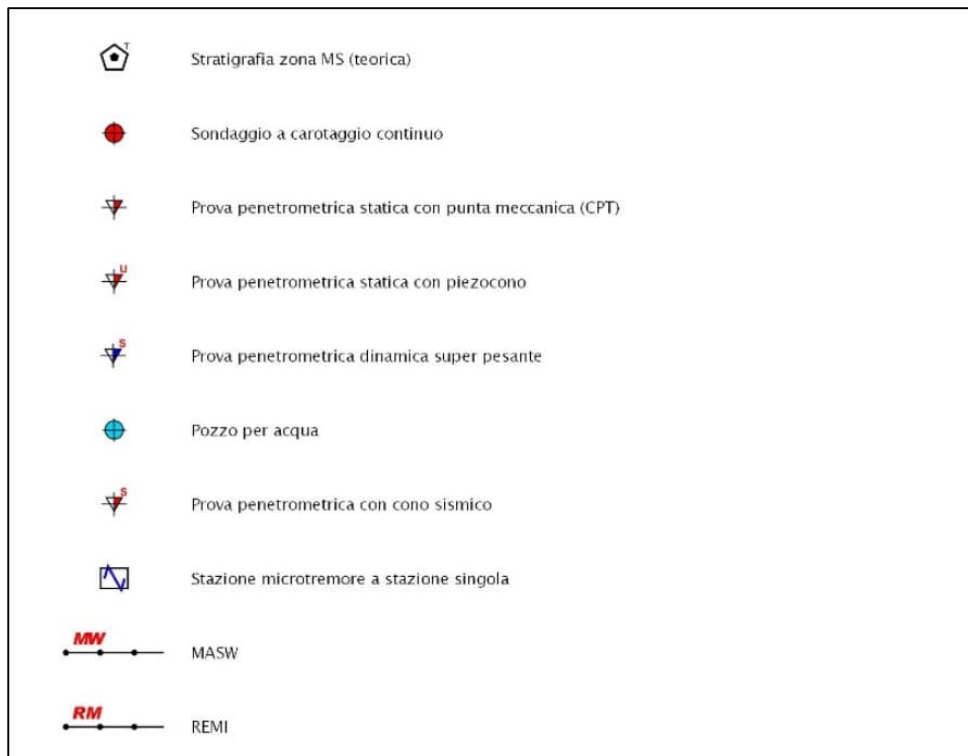 T
Stratigrafia zona MS (teorica)
Sondaggio a carotaggio continuo
Prova penetrometrica statica con punta meccanica (CPT)
U
Prova penetrometrica statica con piezocono
S
Prova penetrometrica dinamica super pesante
Pozzo per acqua
S
Prova penetrometrica con cono sismico
Stazione microtremore a stazione singola
MW
MASW
RM
REMI